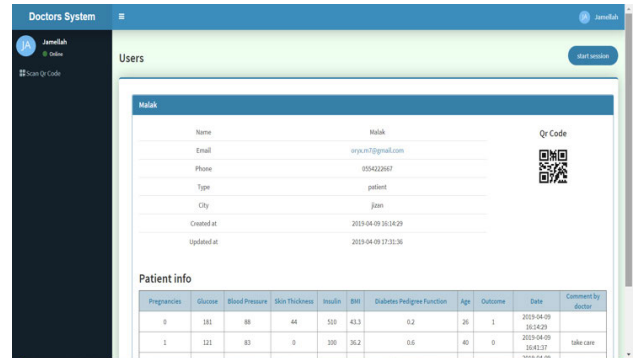 Doctors System
JA Jamellah
JA
Jamellah
Online
Scan Qr Code
Users
start session
Malak
Name Malak
Email oryx.m7@gmail.com
Phone 0554222667
Type patient
City jizan
Created at 2019-04-09 16:14:29
Updated at 2019-04-09 17:31:36
Qr Code
Patient info
Pregnancies Glucose Blood Pressure Skin Thickness Insulin BMI Diabetes Pedigree Function Age Outcome Date Comment by doctor
0 181 88 44 510 43.3 0.2 26 1 2019-04-09 16:14:29
1 121 83 0 100 36.2 0.6 40 0 2019-04-09 16:41:37 take care